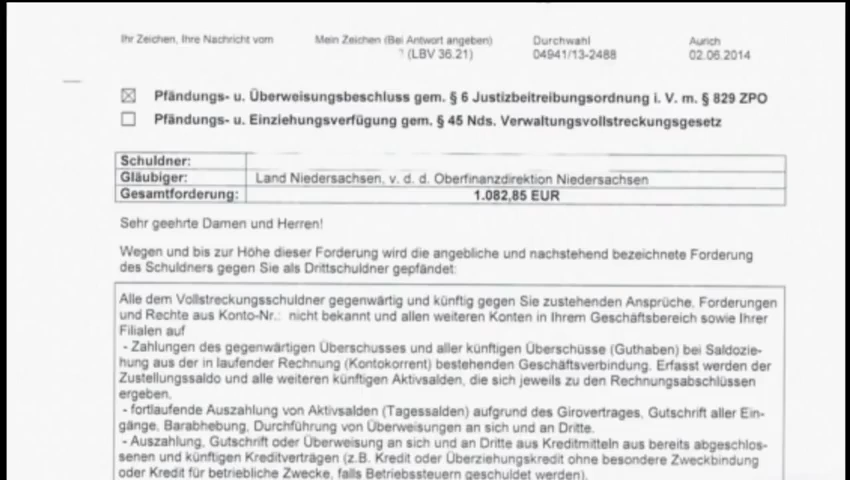 Ihr Zeichen, Ihre Nachricht vom Mein Zeichen (Bei Antwort angeben) Durchwahl Aurich
(LBV 36.21) 04941/13-2488 02.06.2014
☒ Pfändungs- u. Überweisungsbeschluss gem. § 6 Justizbeitreibungsordnung i. V. m. § 829 ZPO
☐ Pfändungs- u. Einziehungsverfügung gem. § 45 Nds. Verwaltungsvollstreckungsgesetz
Schuldner:
Gläubiger: Land Niedersachsen, v. d. d. Oberfinanzdirektion Niedersachsen
Gesamtforderung: 1.082,85 EUR
Sehr geehrte Damen und Herren!
Wegen und bis zur Höhe dieser Forderung wird die angebliche und nachstehend bezeichnete Forderung
des Schuldners gegen Sie als Drittschuldner gepfändet:
Alle dem Vollstreckungsschuldner gegenwärtig und künftig gegen Sie zustehenden Ansprüche, Forderungen
und Rechte aus Konto-Nr.: nicht bekannt und allen weiteren Konten in Ihrem Geschäftsbereich sowie Ihrer
Filialen auf
- Zahlungen des gegenwärtigen Überschusses und aller künftigen Überschüsse (Guthaben) bei Saldozie-
hung aus der in laufender Rechnung (Kontokorrent) bestehenden Geschäftsverbindung. Erfasst werden der
Zustellungssaldo und alle weiteren künftigen Aktivsalden, die sich jeweils zu den Rechnungsabschlüssen
ergeben.
- fortlaufende Auszahlung von Aktivsalden (Tagessalden) aufgrund des Girovertrages, Gutschrift aller Ein-
gänge, Barabhebung, Durchführung von Überweisungen an sich und an Dritte.
- Auszahlung, Gutschrift oder Überweisung an sich und an Dritte aus Kreditmitteln aus bereits abgeschlos-
senen und künftigen Kreditverträgen (z.B. Kredit oder Überziehungskredit ohne besondere Zweckbindung
oder Kredit für betriebliche Zwecke, falls Betriebssteuern geschuldet werden).